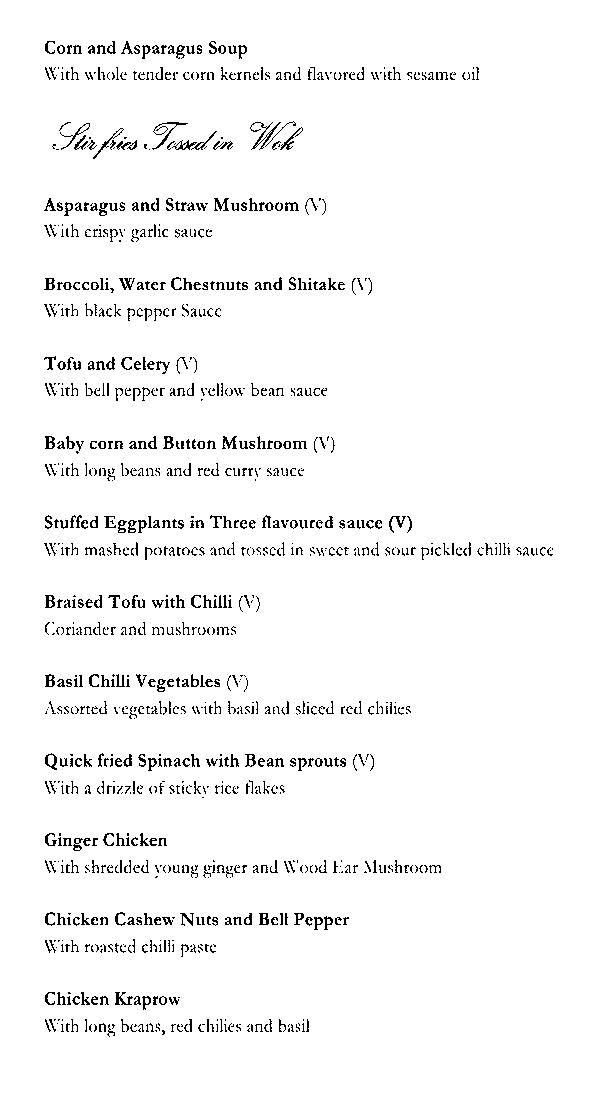 Corn and Asparagus Soup
With whole tender corn kernels and flavored with sesame oil
Stir fries Tossed in Wok
Asparagus and Straw Mushroom (V)
With crispy garlic sauce
Broccoli, Water Chestnuts and Shitake (V)
With black pepper Sauce
Tofu and Celery (V)
With bell pepper and yellow bean sauce
Baby corn and Button Mushroom (V)
With long beans and red curry sauce
Stuffed Eggplants in Three flavoured sauce (V)
With mashed potatoes and tossed in sweet and sour pickled chilli sauce
Braised Tofu with Chilli (V)
Coriander and mushrooms
Basil Chilli Vegetables (V)
Assorted vegetables with basil and sliced red chilies
Quick fried Spinach with Bean sprouts (V)
With a drizzle of sticky rice flakes
Ginger Chicken
With shredded young ginger and Wood Ear Mushroom
Chicken Cashew Nuts and Bell Pepper
With roasted chilli paste
Chicken Kraprow
With long beans, red chilies and basil